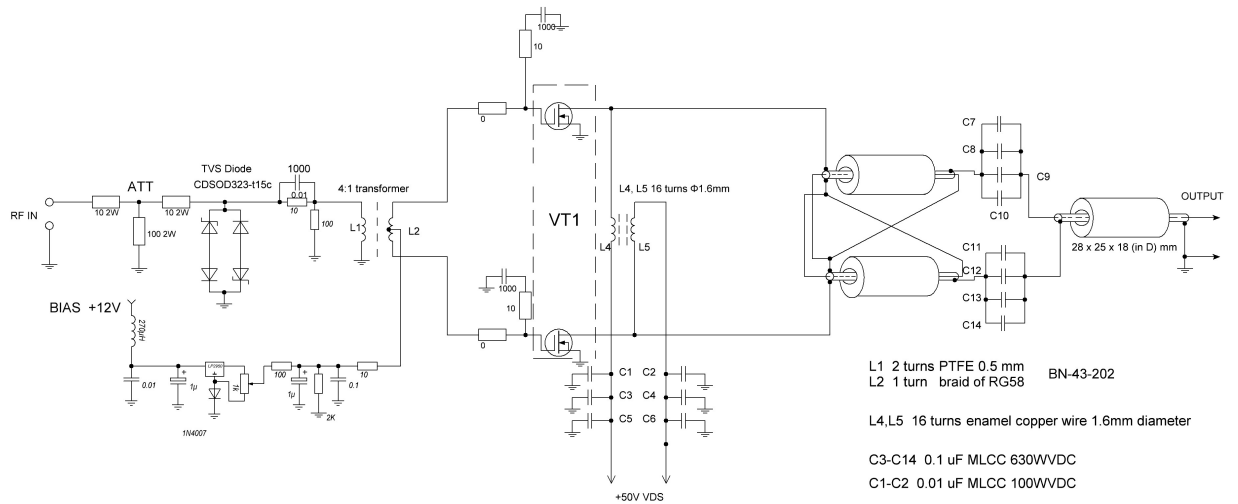 1000
10
TVS Diode
CDSOD323-t15c
1000
0.01
10
100
4:1 transformer
ATT
10 2W
10 2W
100 2W
RF IN
L1
L2
0
VT1
L4, L5 16 turns Φ1.6mm
L4
L5
C7
C8
C9
C10
OUTPUT
28 x 25 x 18 (in D) mm
C11
C12
C13
C14
BIAS +12V
270µH
0.01
1µ
LP2950
1K
1N4007
100
1µ
2K
0.1
10
1000
10
0
C1
C2
C3
C4
C5
C6
+50V VDS
L1 2 turns PTFE 0.5 mm
L2 1 turn braid of RG58
BN-43-202
L4,L5 16 turns enamel copper wire 1.6mm diameter
C3-C14 0.1 uF MLCC 630WVDC
C1-C2 0.01 uF MLCC 100WVDC